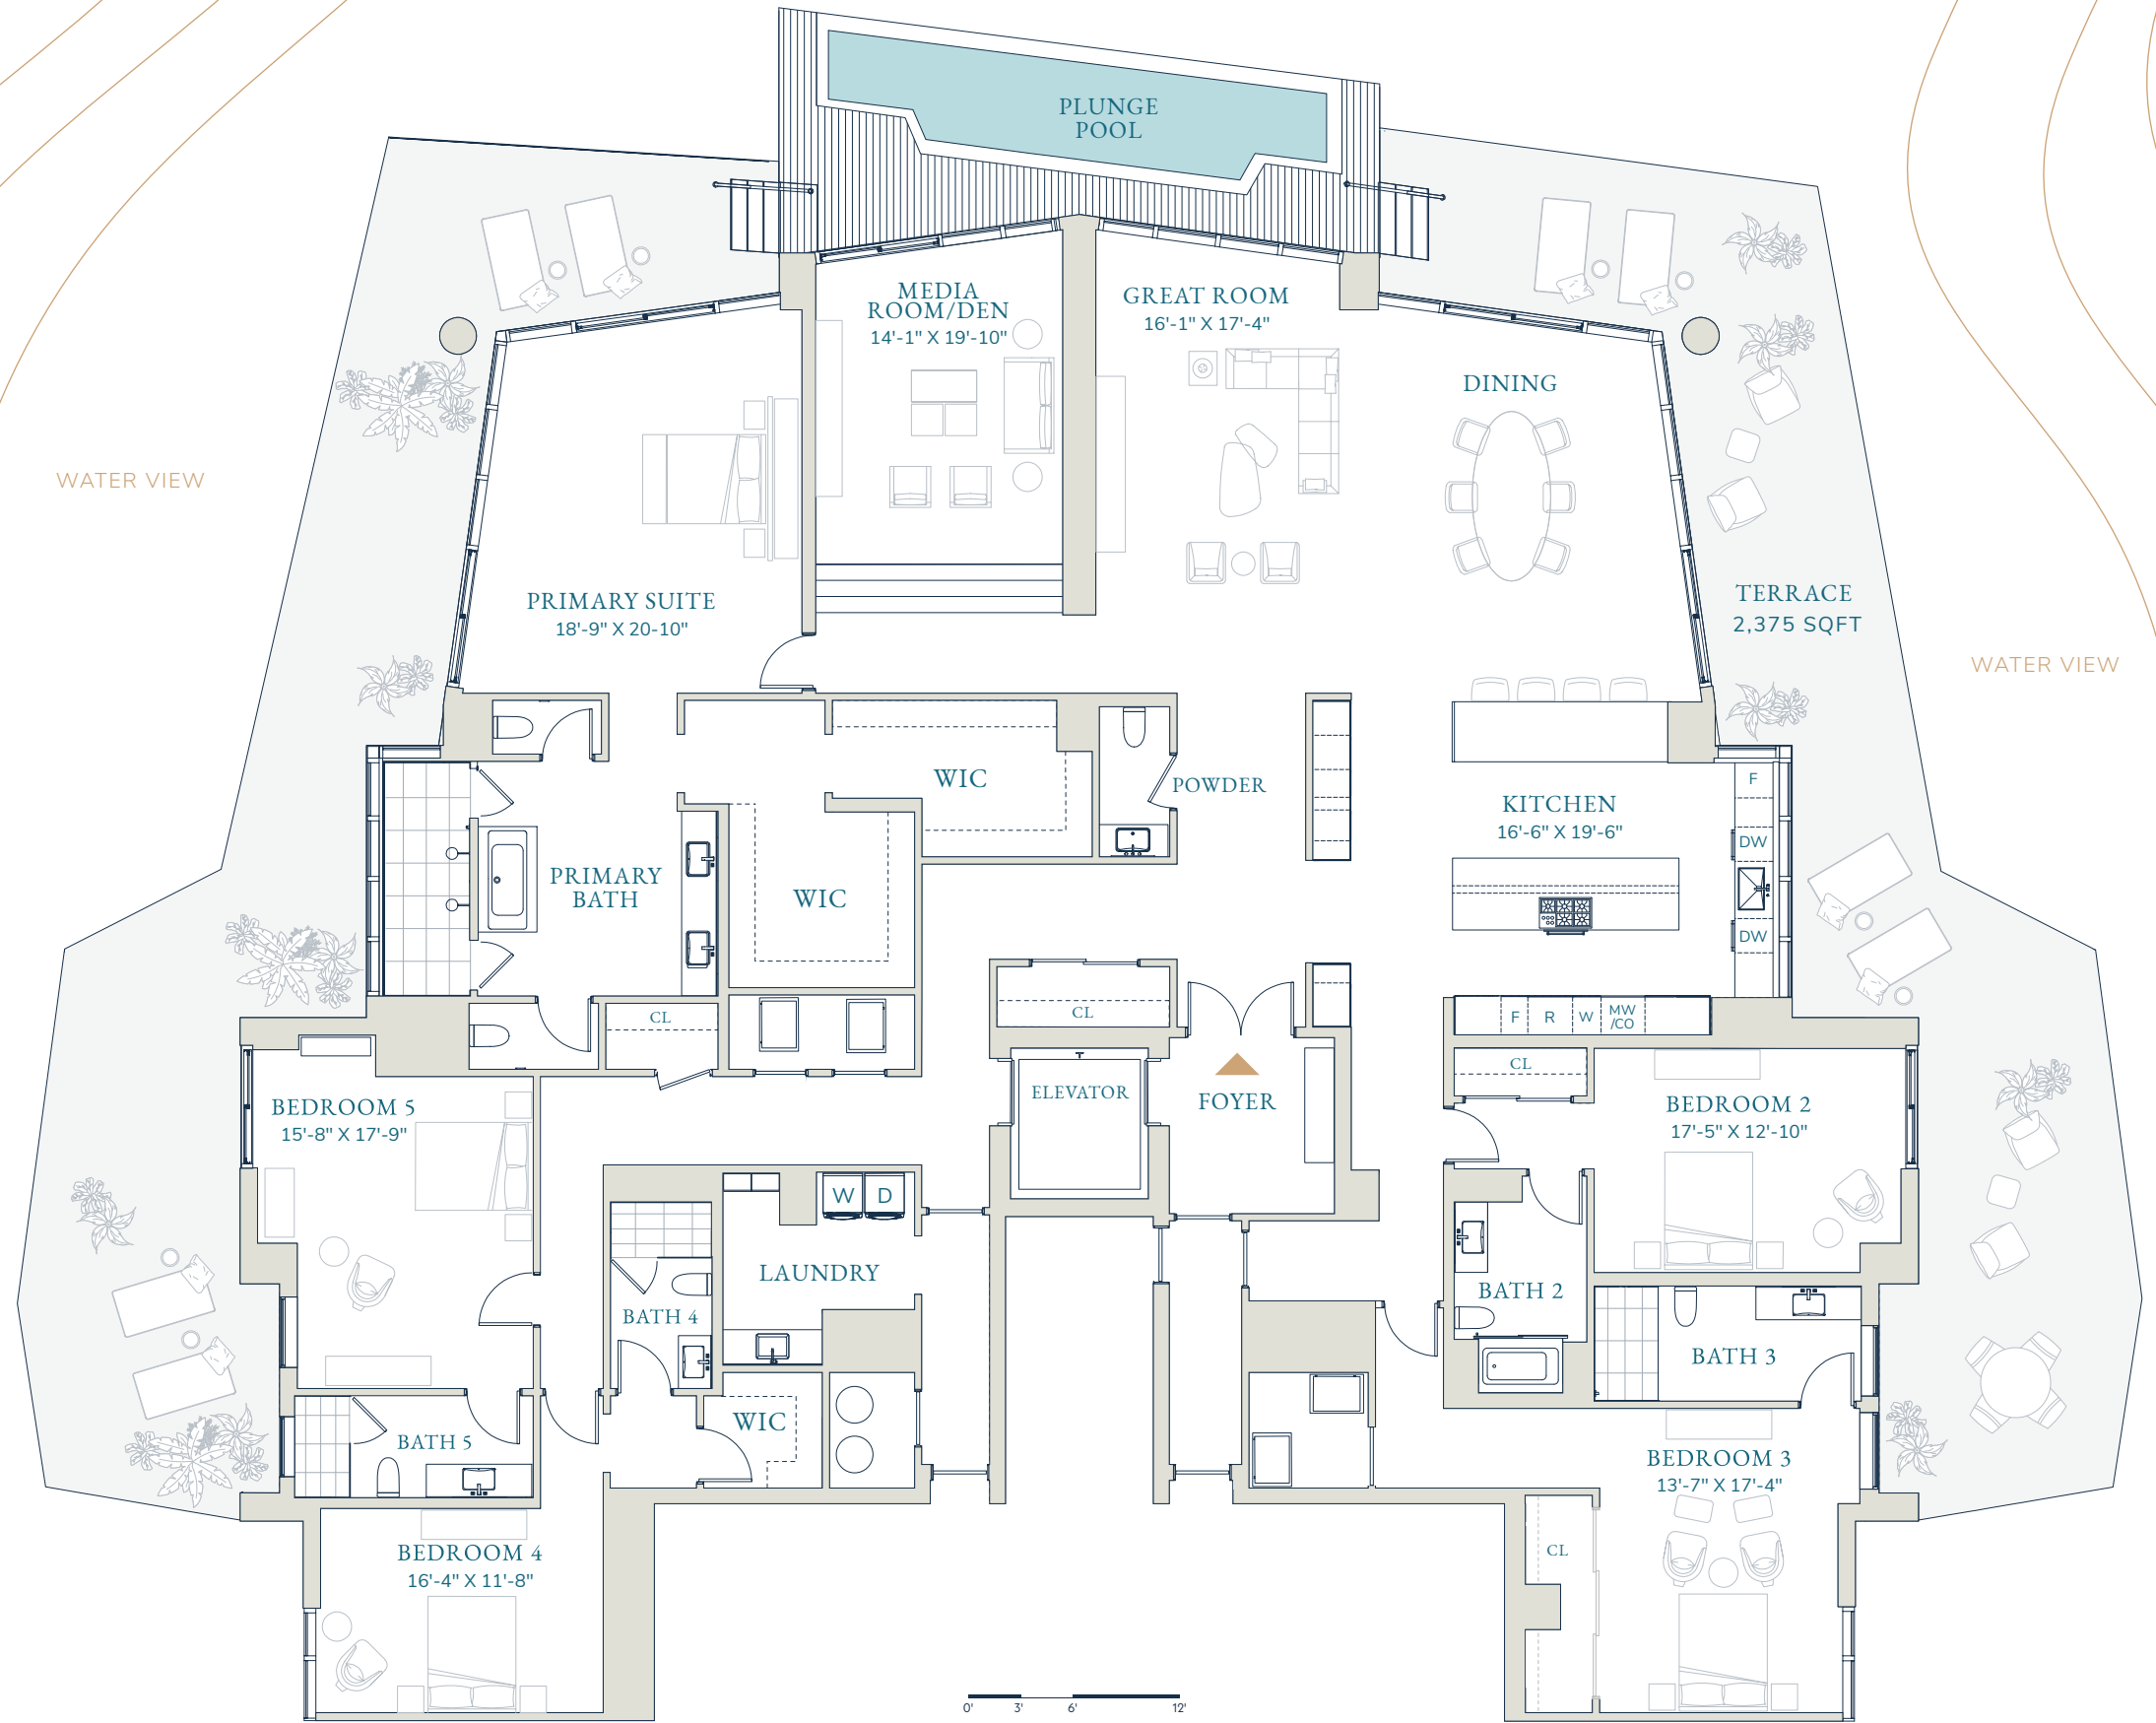 PLUNGE
POOL
MEDIA
ROOM/DEN
14'-1" X 19'-10"
GREAT ROOM
16'-1" X 17'-4"
DINING
WATER VIEW
TERRACE
2,375 SQFT
WATER VIEW
PRIMARY SUITE
18'-9" X 20-10"
WIC
POWDER
KITCHEN
16'-6" X 19'-6"
F
DW
DW
PRIMARY
BATH
WIC
CL
CL
F R W MW
/CO
CL
ELEVATOR
FOYER
BEDROOM 5
15'-8" X 17'-9"
BEDROOM 2
17'-5" X 12'-10"
W D
LAUNDRY
BATH 4
BATH 2
BATH 3
WIC
BATH 5
BEDROOM 3
13'-7" X 17'-4"
CL
BEDROOM 4
16'-4" X 11'-8"
0' 3' 6' 12'